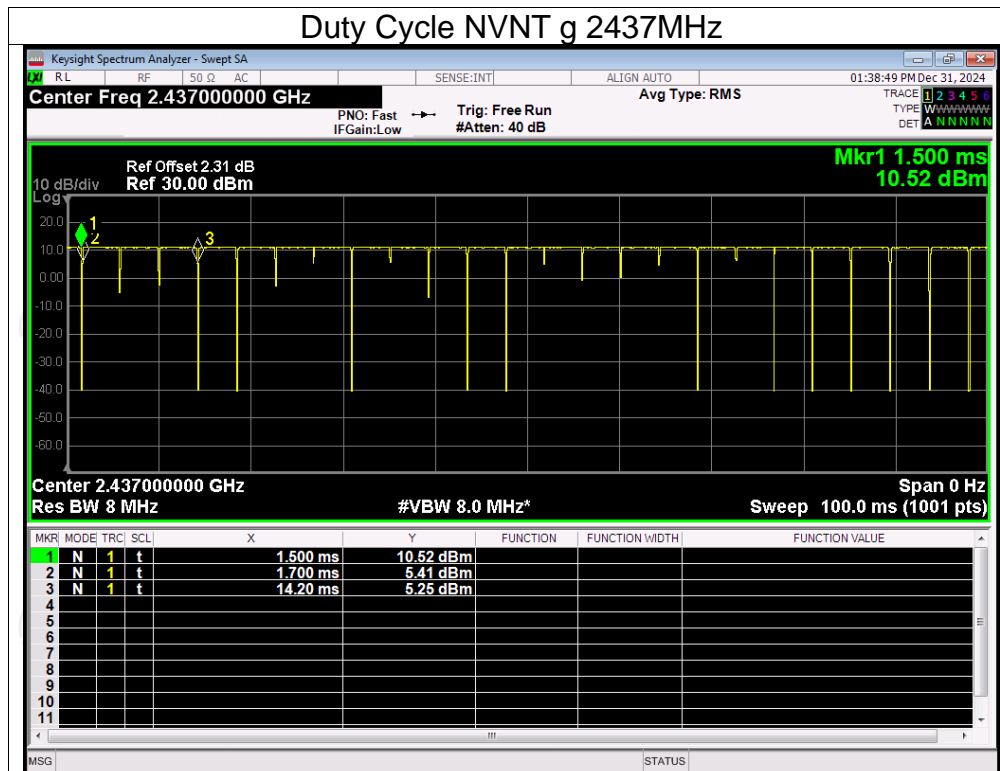 Duty Cycle NVNT g 2437MHz
Keysight Spectrum Analyzer - Swept SA
LXI RL RF 50 Ω AC SENSE:INT ALIGN AUTO 01:38:49 PM Dec 31, 2024
Center Freq 2.437000000 GHz
PNO: Fast
IFGain:Low
Trig: Free Run
#Atten: 40 dB
Avg Type: RMS
TRACE 1 2 3 4 5 6
TYPE WWWWWW
DET A N N N N N
Mkr1 1.500 ms
10.52 dBm
Ref Offset 2.31 dB
10 dB/div Ref 30.00 dBm
Log
20.0
10.0
0.00
-10.0
-20.0
-30.0
-40.0
-50.0
-60.0
1
2
3
Center 2.437000000 GHz Span 0 Hz
Res BW 8 MHz #VBW 8.0 MHz* Sweep 100.0 ms (1001 pts)
MKR MODE TRC SCL X Y FUNCTION FUNCTION WIDTH FUNCTION VALUE
1 N 1 t 1.500 ms 10.52 dBm
2 N 1 t 1.700 ms 5.41 dBm
3 N 1 t 14.20 ms 5.25 dBm
4
5
6
7
8
9
10
11
MSG STATUS